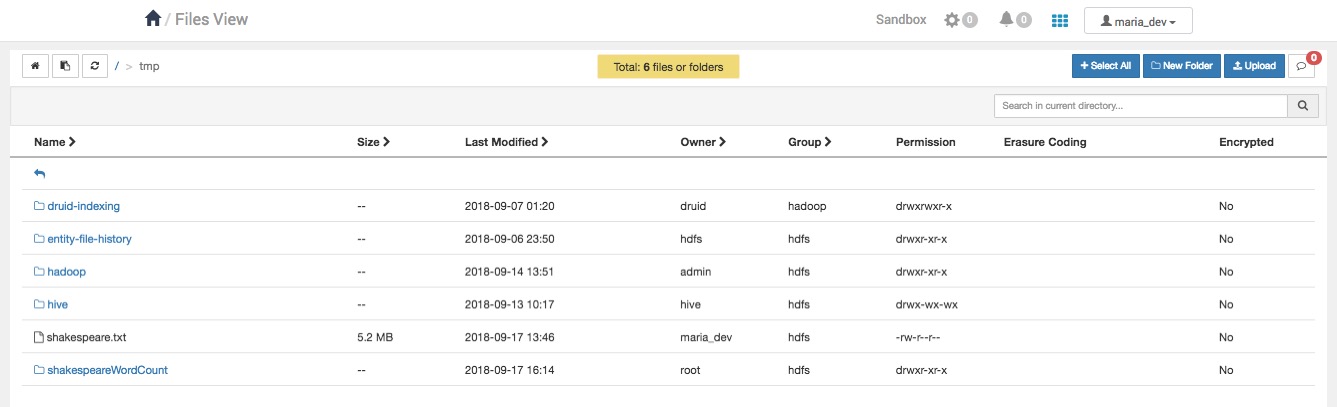 / Files View Sandbox 0 0 maria_dev
/ > tmp Total: 6 files or folders Select All New Folder Upload 0
Search in current directory...
Name Size Last Modified Owner Group Permission Erasure Coding Encrypted
druid-indexing -- 2018-09-07 01:20 druid hadoop drwxrwxr-x No
entity-file-history -- 2018-09-06 23:50 hdfs hdfs drwxr-xr-x No
hadoop -- 2018-09-14 13:51 admin hdfs drwxr-xr-x No
hive -- 2018-09-13 10:17 hive hdfs drwx-wx-wx No
shakespeare.txt 5.2 MB 2018-09-17 13:46 maria_dev hdfs -rw-r--r-- No
shakespeareWordCount -- 2018-09-17 16:14 root hdfs drwxr-xr-x No